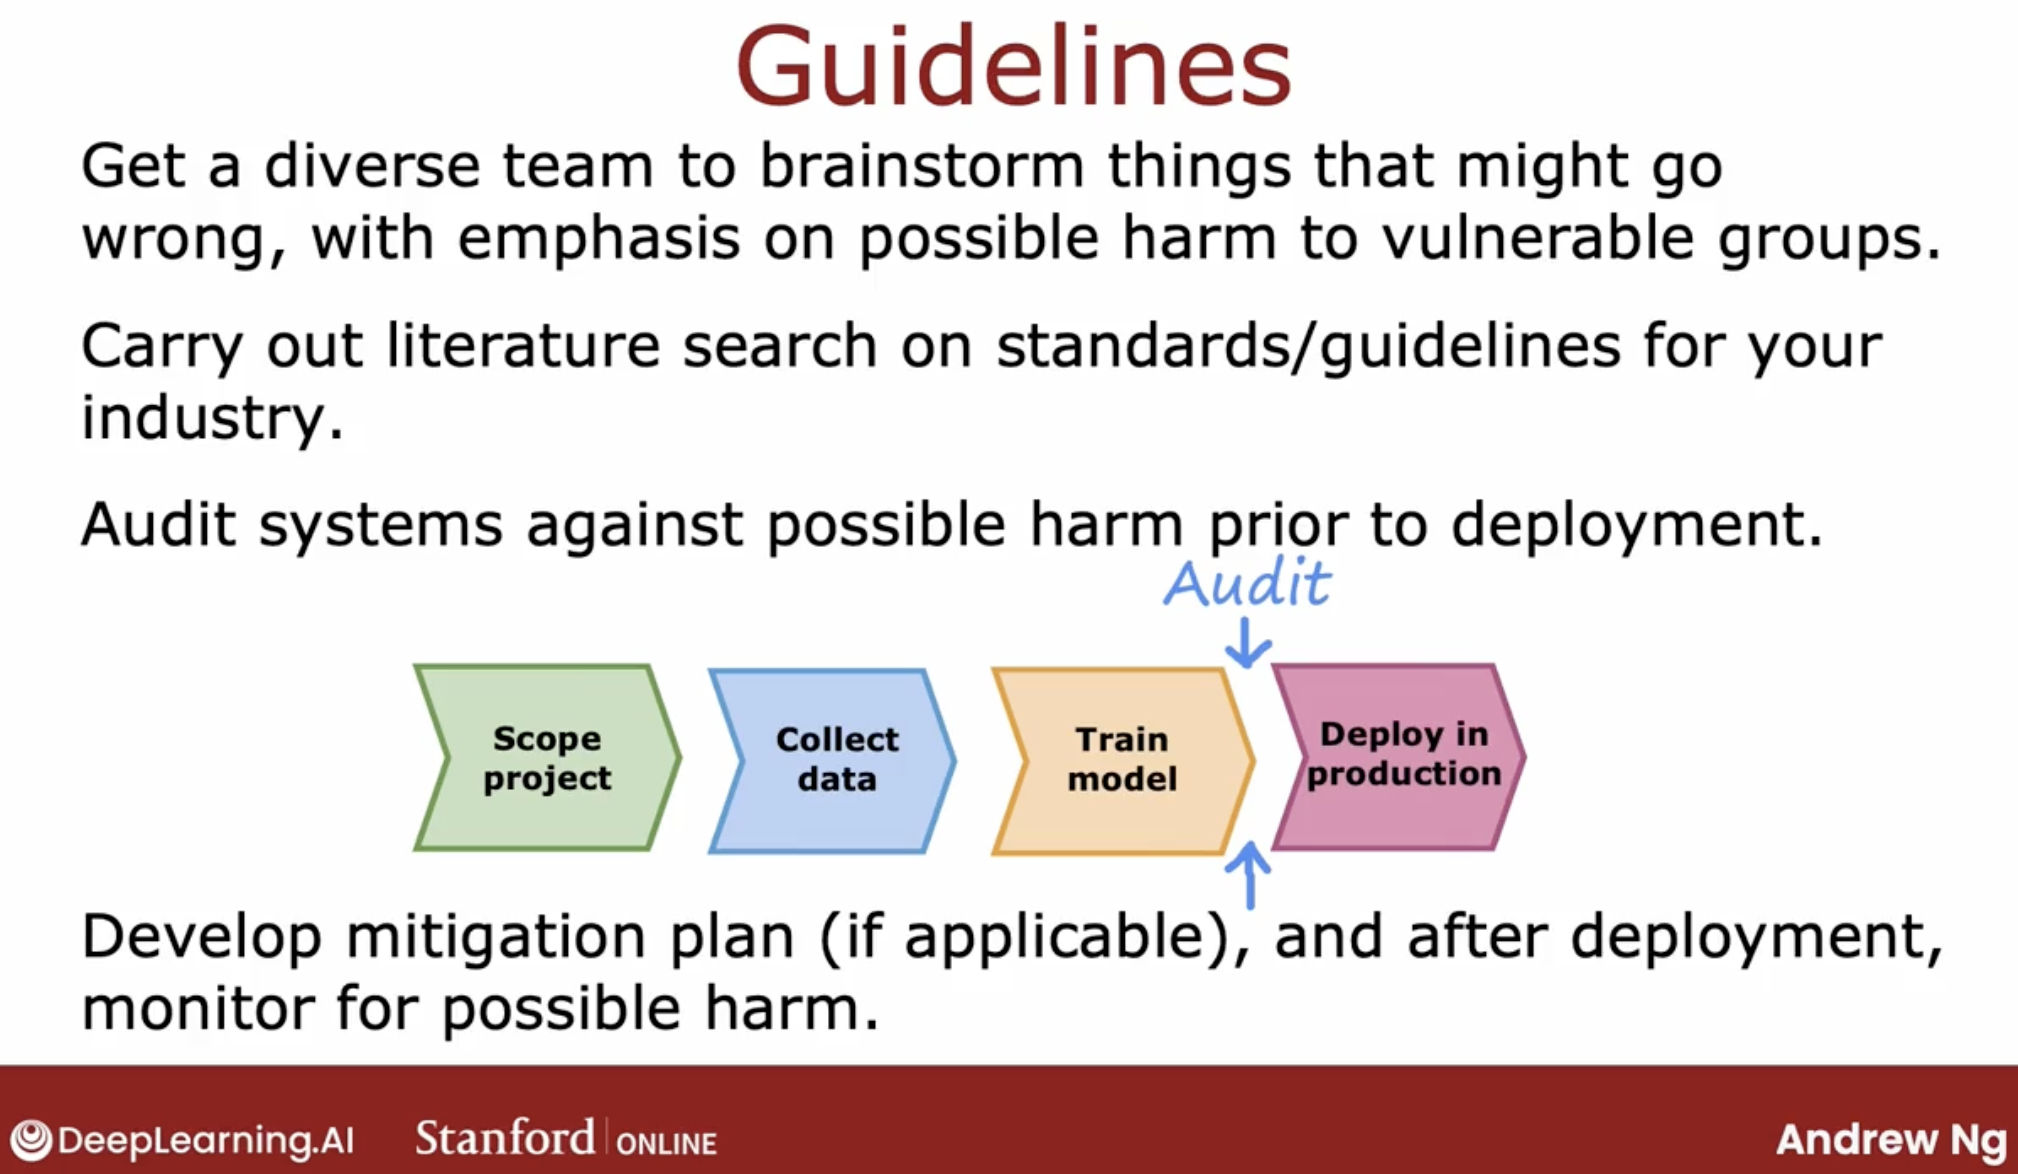 Guidelines
Get a diverse team to brainstorm things that might go
wrong, with emphasis on possible harm to vulnerable groups.
Carry out literature search on standards/guidelines for your
industry.
Audit systems against possible harm prior to deployment.
Audit
Scope
project
Collect
data
Train
model
Deploy in
production
Develop mitigation plan (if applicable), and after deployment,
monitor for possible harm.
DeepLearning.AI
Stanford ONLINE
Andrew Ng